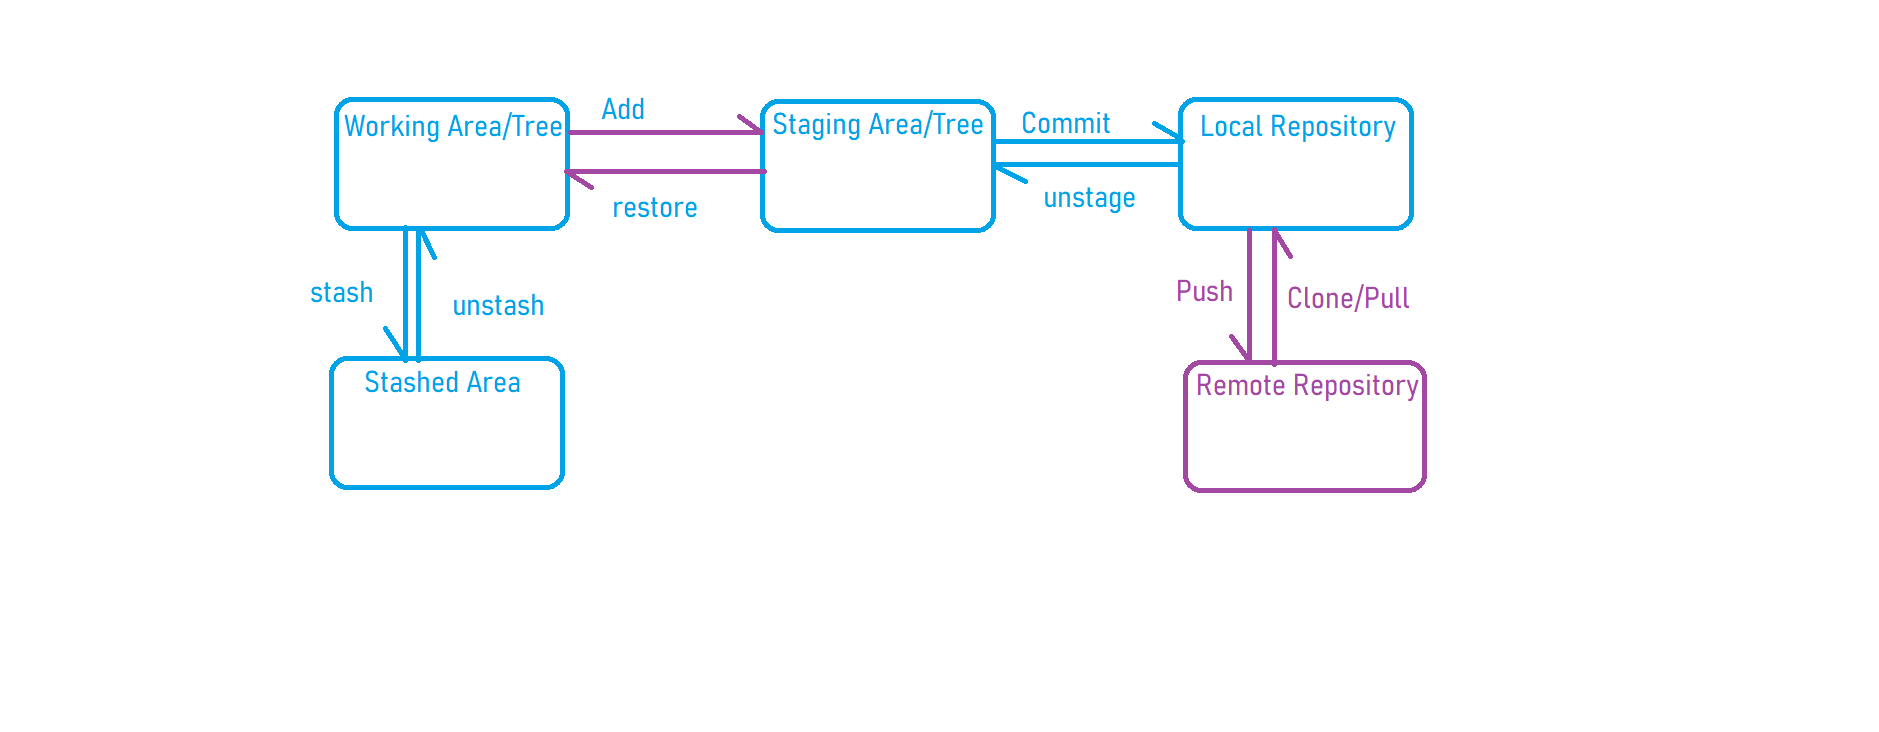 Working Area/Tree
Add
Staging Area/Tree
Commit
Local Repository
restore
unstage
stash
unstash
Push
Clone/Pull
Stashed Area
Remote Repository